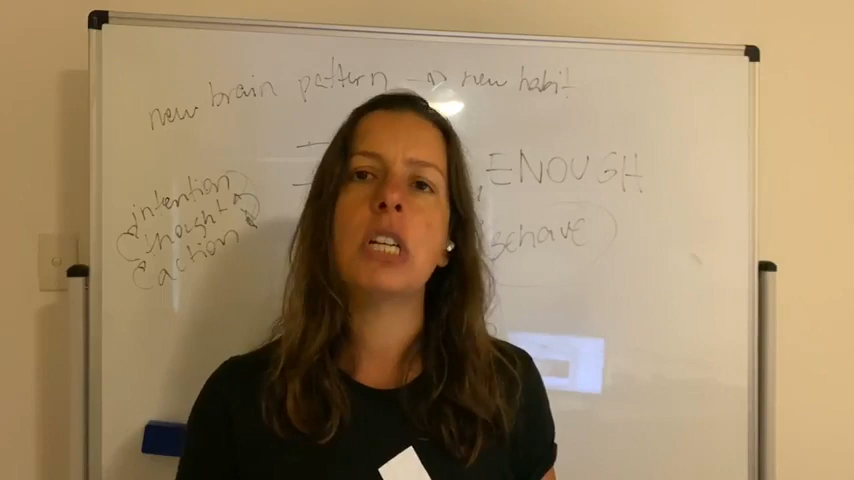 new brain pattern → new habit
ENOUGH
intention
thought
action
behave